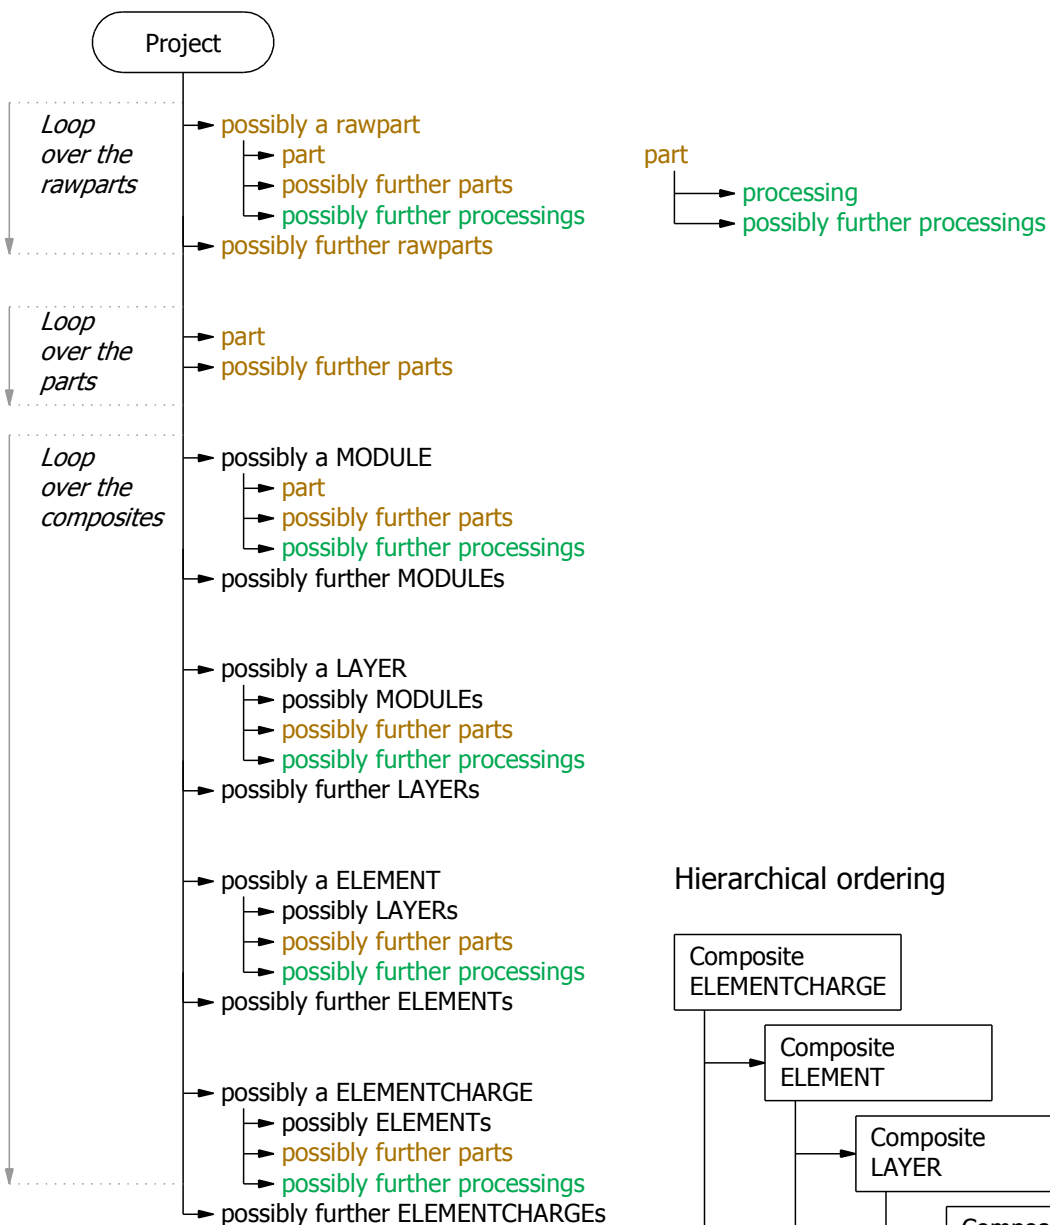 Project
Loop
over the
rawparts
possibly a rawpart
part
possibly further parts
possibly further processings
possibly further rawparts
part
processing
possibly further processings
Loop
over the
parts
part
possibly further parts
Loop
over the
composites
possibly a MODULE
part
possibly further parts
possibly further processings
possibly further MODULEs
possibly a LAYER
possibly MODULEs
possibly further parts
possibly further processings
possibly further LAYERs
possibly a ELEMENT
possibly LAYERs
possibly further parts
possibly further processings
possibly further ELEMENTs
possibly a ELEMENTCHARGE
possibly ELEMENTs
possibly further parts
possibly further processings
possibly further ELEMENTCHARGEs
Hierarchical ordering
Composite
ELEMENTCHARGE
Composite
ELEMENT
Composite
LAYER